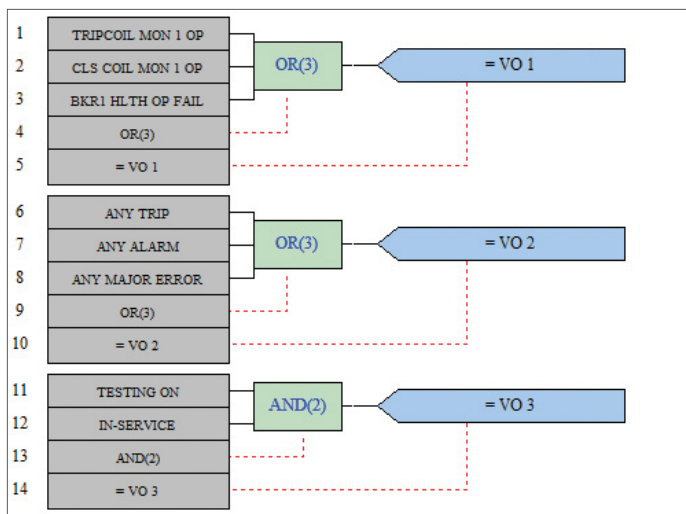 1 TRIPCOIL MON 1 OP
2 CLS COIL MON 1 OP OR(3) = VO 1
3 BKR1 HLTH OP FAIL
4 OR(3)
5 = VO 1
6 ANY TRIP
7 ANY ALARM OR(3) = VO 2
8 ANY MAJOR ERROR
9 OR(3)
10 = VO 2
11 TESTING ON AND(2) = VO 3
12 IN-SERVICE
13 AND(2)
14 = VO 3